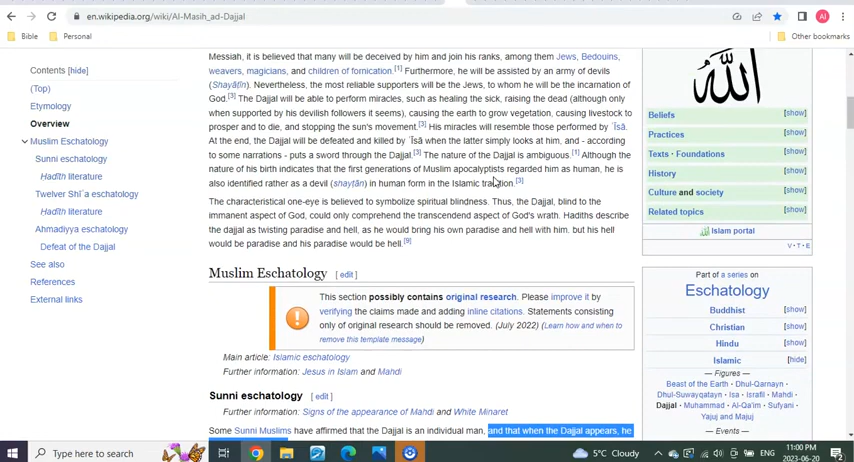 en.wikipedia.org/wiki/Al-Masih_ad-Dajjal
Bible
Personal
Other bookmarks
Al
Contents [hide]
(Top)
Etymology
Overview
Muslim Eschatology
Sunni eschatology
Hadīth literature
Twelver Shīʿa eschatology
Hadīth literature
Ahmadiyya eschatology
Defeat of the Dajjal
See also
References
External links
Messiah, it is believed that many will be deceived by him and join his ranks, among them Jews, Bedouins,
weavers, magicians, and children of fornication.[1] Furthermore, he will be assisted by an army of devils
(Shayāṭīn). Nevertheless, the most reliable supporters will be the Jews, to whom he will be the incarnation of
God.[3] The Dajjal will be able to perform miracles, such as healing the sick, raising the dead (although only
when supported by his devilish followers it seems), causing the earth to grow vegetation, causing livestock to
prosper and to die, and stopping the sun's movement.[3] His miracles will resemble those performed by ʿĪsā.
At the end, the Dajjal will be defeated and killed by ʿĪsā when the latter simply looks at him, and - according
to some narrations - puts a sword through the Dajjal.[3] The nature of the Dajjal is ambiguous.[1] Although the
nature of his birth indicates that the first generations of Muslim apocalyptists regarded him as human, he is
also identified rather as a devil (shayṭān) in human form in the Islamic tradition.[3]
The characteristical one-eye is believed to symbolize spiritual blindness. Thus, the Dajjal, blind to the
immanent aspect of God, could only comprehend the transcendend aspect of God's wrath. Hadiths describe
the dajjal as twisting paradise and hell, as he would bring his own paradise and hell with him. but his hell
would be paradise and his paradise would be hell.[9]
Muslim Eschatology [ edit ]
This section possibly contains original research. Please improve it by
verifying the claims made and adding inline citations. Statements consisting
only of original research should be removed. (July 2022) (Learn how and when to
remove this template message)
Main article: Islamic eschatology
Further information: Jesus in Islam and Mahdi
Sunni eschatology [ edit ]
Further information: Signs of the appearance of Mahdi and White Minaret
Some Sunni Muslims have affirmed that the Dajjal is an individual man, and that when the Dajjal appears, he
الله
Beliefs [show]
Practices [show]
Texts · Foundations [show]
History [show]
Culture and society [show]
Related topics [show]
Islam portal
V · T · E
Part of a series on
Eschatology
Buddhist [show]
Christian [show]
Hindu [show]
Islamic [hide]
— Figures —
Beast of the Earth · Dhul-Qarnayn ·
Dhul-Suwayqatayn · Isa · Israfil · Mahdi ·
Dajjal · Muhammad · Al-Qa'im · Sufyani ·
Yajuj and Majuj
— Events —
Type here to search
5°C Cloudy
ENG
11:00 PM
2023-06-20
2